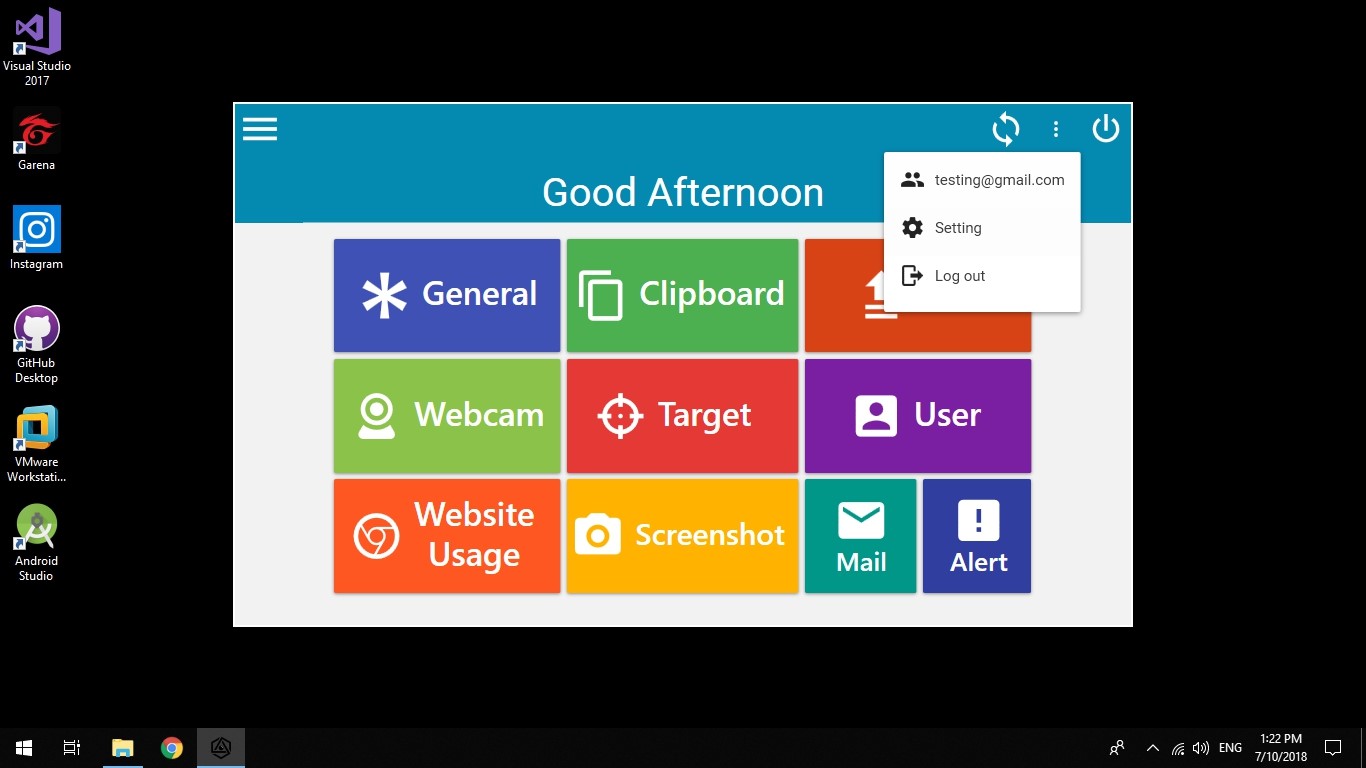 Visual Studio
2017
Garena
Instagram
GitHub
Desktop
VMware
Workstati...
Android
Studio
Good Afternoon
testing@gmail.com
Setting
Log out
General
Clipboard
Webcam
Target
User
Website
Usage
Screenshot
Mail
Alert
ENG
1:22 PM
7/10/2018